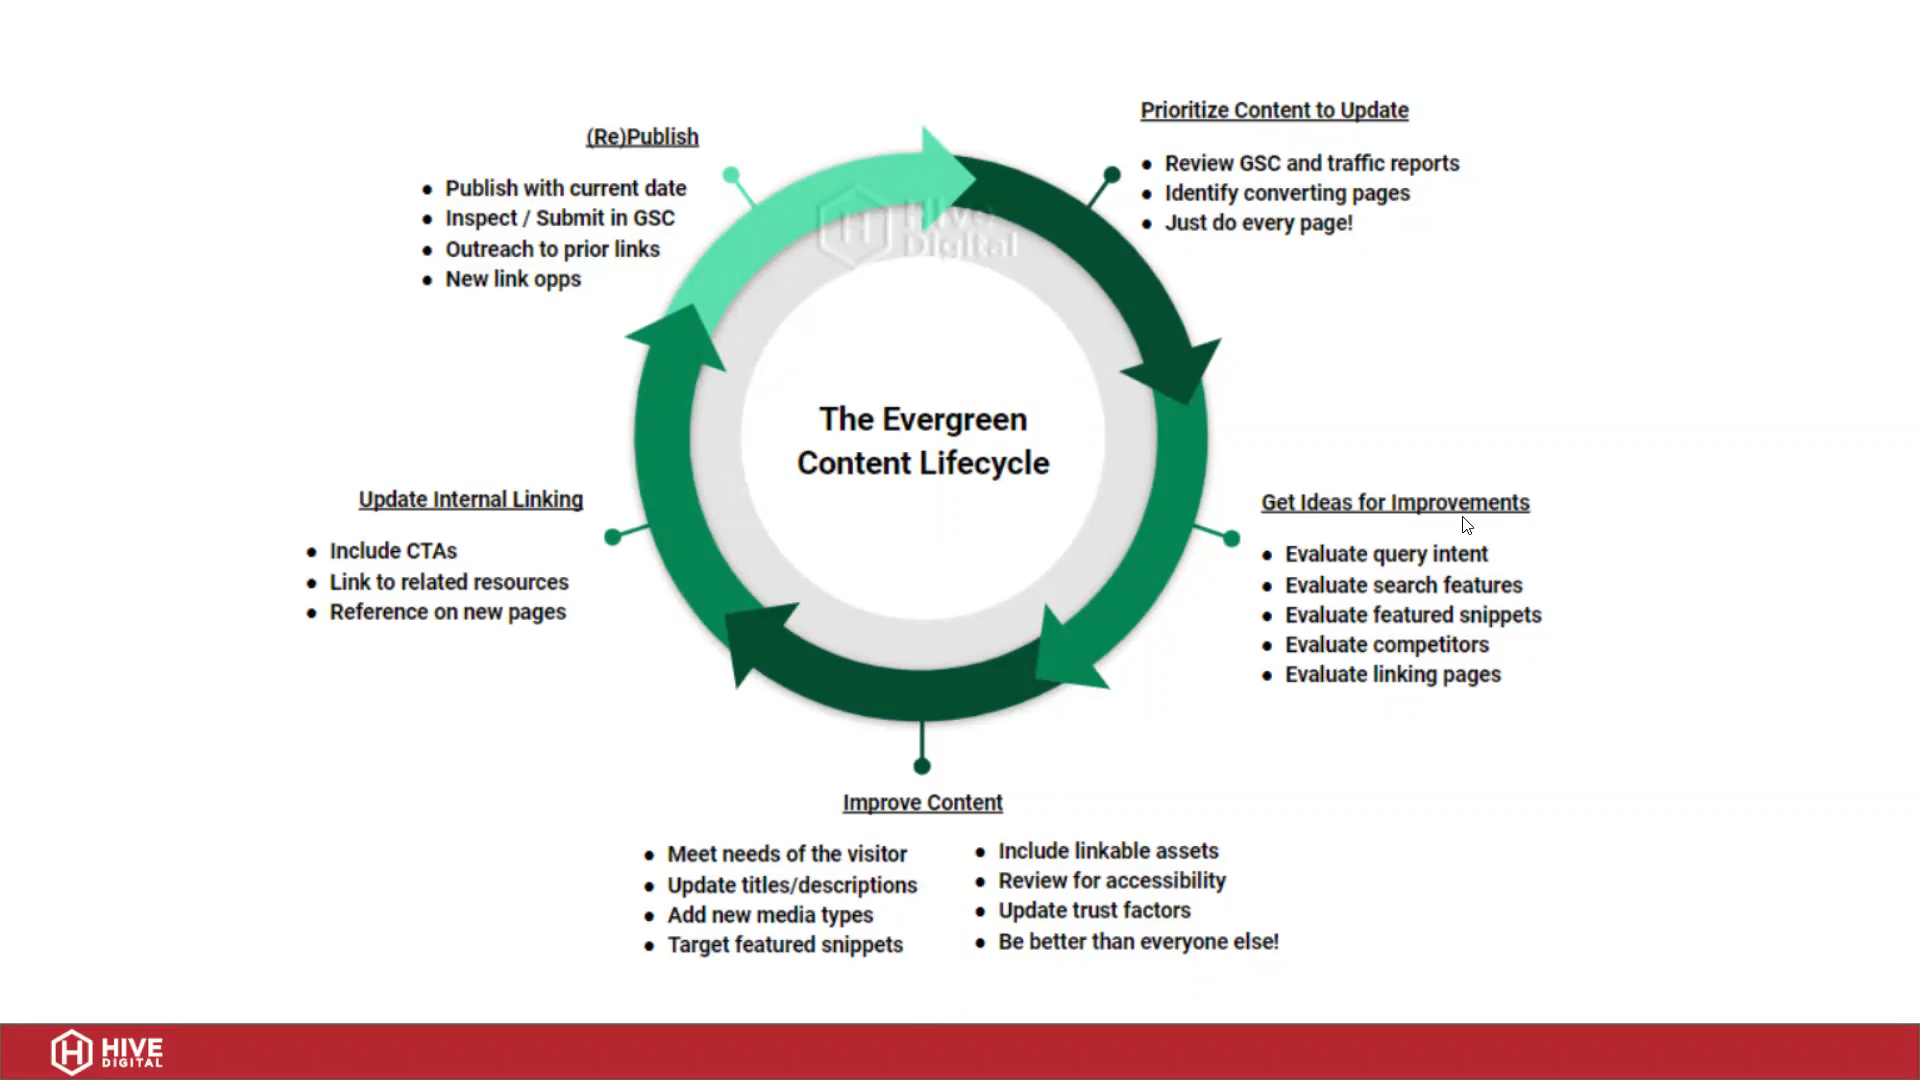 Prioritize Content to Update
● Review GSC and traffic reports
● Identify converting pages
● Just do every page!
(Re)Publish
● Publish with current date
● Inspect / Submit in GSC
● Outreach to prior links
● New link opps
Hive
Digital
The Evergreen
Content Lifecycle
Update Internal Linking
● Include CTAs
● Link to related resources
● Reference on new pages
Get Ideas for Improvements
● Evaluate query intent
● Evaluate search features
● Evaluate featured snippets
● Evaluate competitors
● Evaluate linking pages
Improve Content
● Meet needs of the visitor
● Update titles/descriptions
● Add new media types
● Target featured snippets
● Include linkable assets
● Review for accessibility
● Update trust factors
● Be better than everyone else!
HIVE
DIGITAL